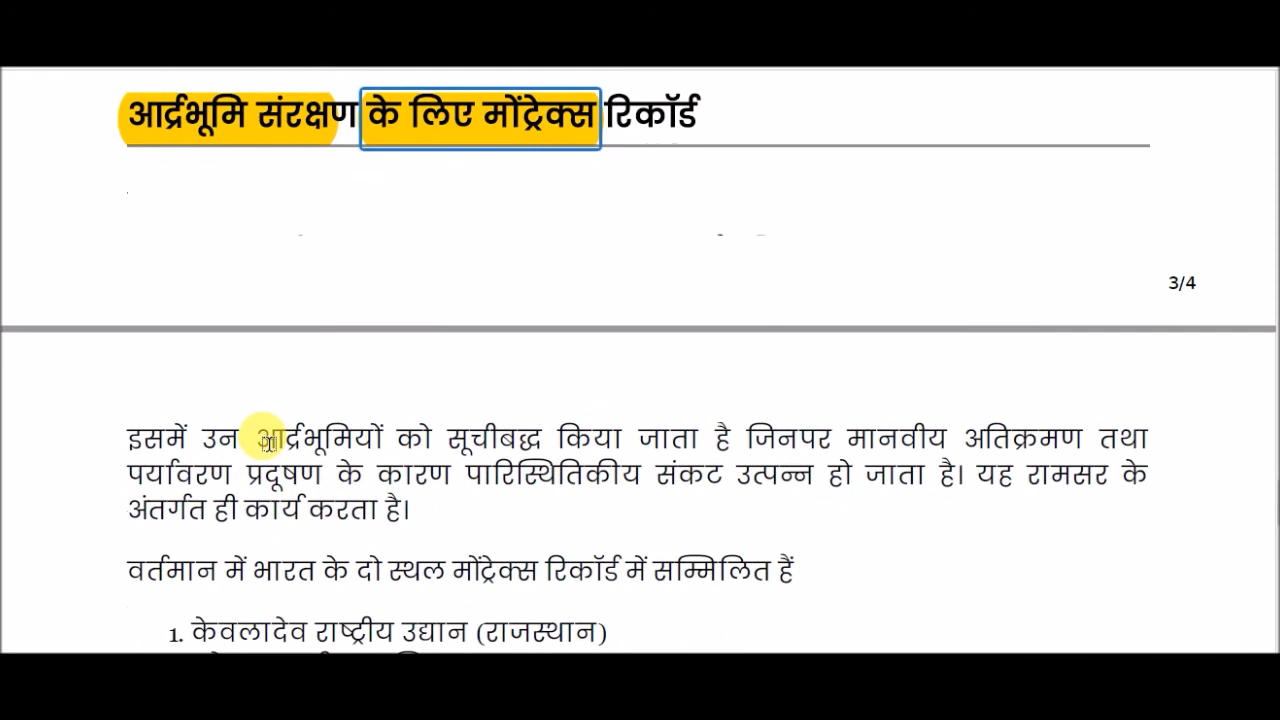 आर्द्रभूमि संरक्षण के लिए मोंट्रेक्स रिकॉर्ड
3/4
इसमें उन आर्द्रभूमियों को सूचीबद्ध किया जाता है जिनपर मानवीय अतिक्रमण तथा
पर्यावरण प्रदूषण के कारण पारिस्थितिकीय संकट उत्पन्न हो जाता है। यह रामसर के
अंतर्गत ही कार्य करता है।
वर्तमान में भारत के दो स्थल मोंट्रेक्स रिकॉर्ड में सम्मिलित हैं
1. केवलादेव राष्ट्रीय उद्यान (राजस्थान)